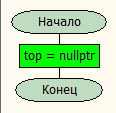 Начало
top = nullptr
Конец